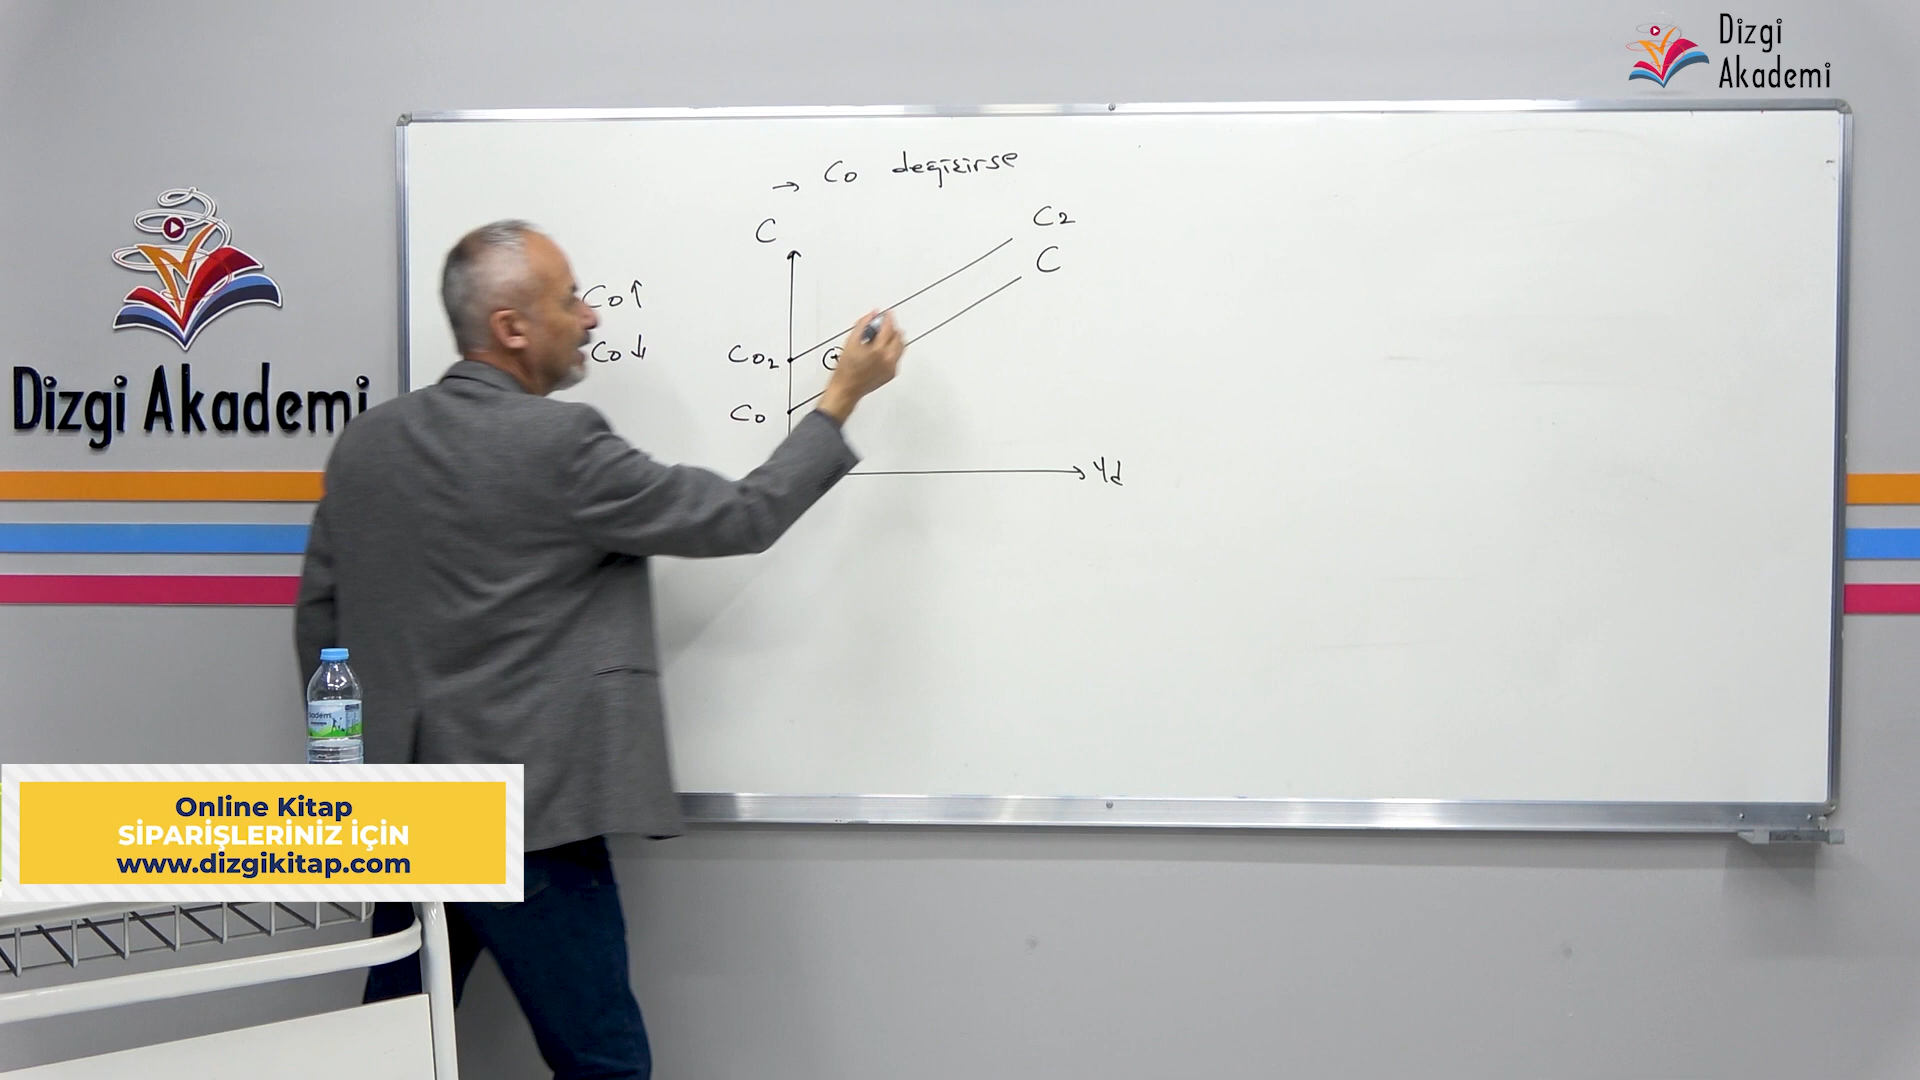 Dizgi
Akademi
→ Co değişirse
C
C2
C
Co↑
Co↓
Co2
+
Co
Yd
Dizgi Akademi
Online Kitap
SİPARİŞLERİNİZ İÇİN
www.dizgikitap.com